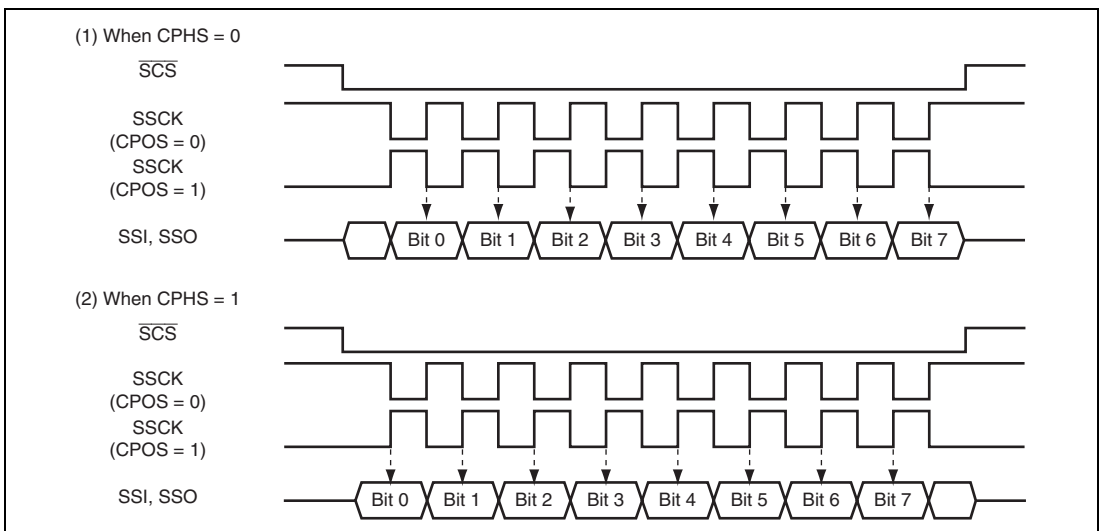 (1) When CPHS = 0
SCS
SSCK
(CPOS = 0)
SSCK
(CPOS = 1)
SSI, SSO
Bit 0 Bit 1 Bit 2 Bit 3 Bit 4 Bit 5 Bit 6 Bit 7
(2) When CPHS = 1
SCS
SSCK
(CPOS = 0)
SSCK
(CPOS = 1)
SSI, SSO
Bit 0 Bit 1 Bit 2 Bit 3 Bit 4 Bit 5 Bit 6 Bit 7